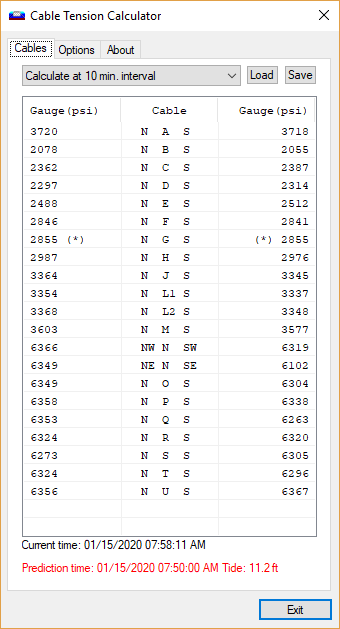 Cable Tension Calculator
Cables Options About
Calculate at 10 min. interval Load Save
Gauge(psi) Cable Gauge(psi)
3720 N A S 3718
2078 N B S 2055
2362 N C S 2387
2297 N D S 2314
2488 N E S 2512
2846 N F S 2841
2855 (*) N G S (*) 2855
2987 N H S 2976
3364 N J S 3345
3354 N L1 S 3337
3368 N L2 S 3348
3603 N M S 3577
6366 NW N SW 6319
6349 NE N SE 6102
6349 N O S 6304
6358 N P S 6338
6353 N Q S 6263
6324 N R S 6320
6273 N S S 6305
6324 N T S 6296
6356 N U S 6367
Current time: 01/15/2020 07:58:11 AM
Prediction time: 01/15/2020 07:50:00 AM Tide: 11.2 ft
Exit